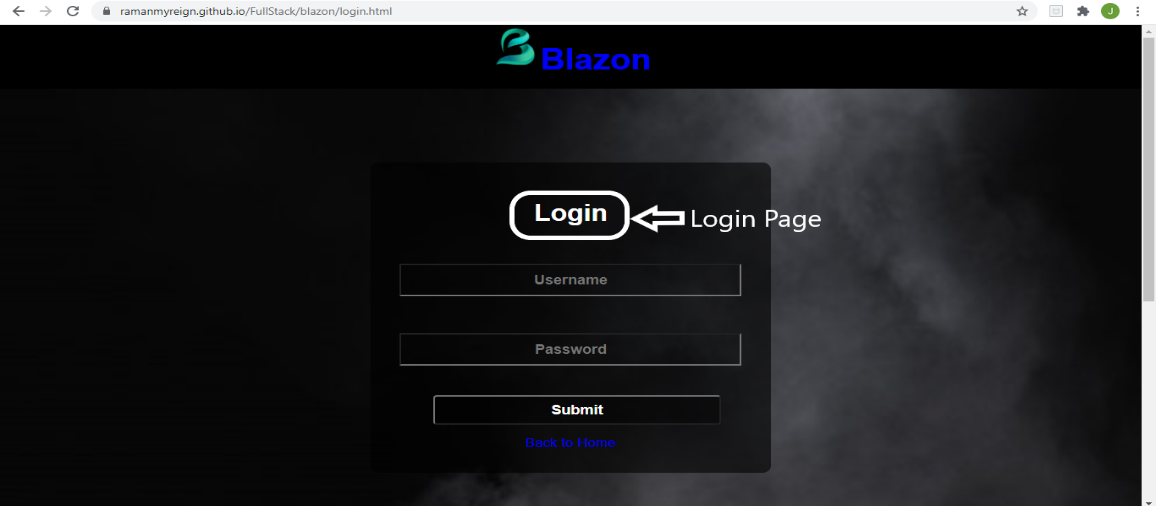 ramanmyreign.github.io/FullStack/blazon/login.html
J
Blazon
Login
Login Page
Username
Password
Submit
Back to Home